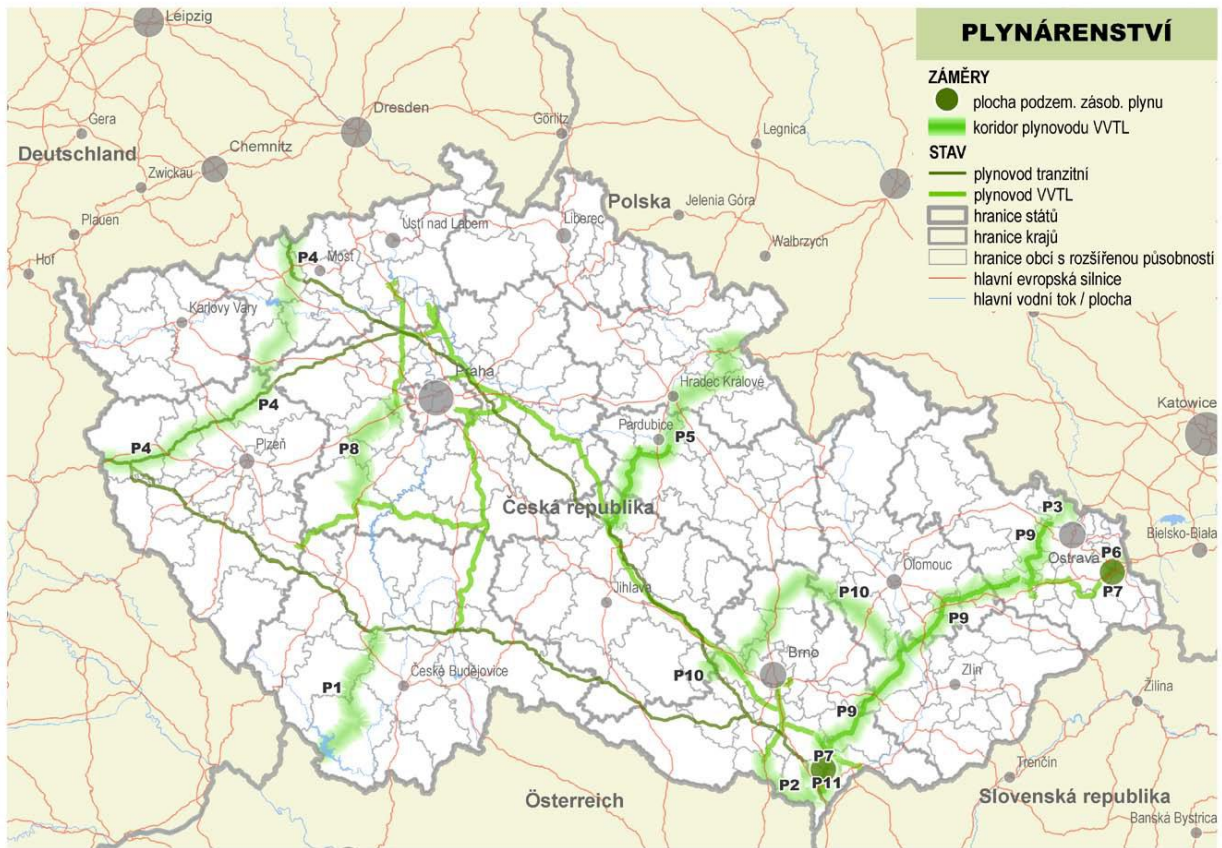 PLYNÁRENSTVÍ
ZÁMĚRY
plocha podzem. zásob. plynu
koridor plynovodu VVTL
STAV
plynovod tranzitní
plynovod VVTL
hranice států
hranice krajů
hranice obcí s rozšířenou působností
hlavní evropská silnice
hlavní vodní tok / plocha
Leipzig
Dresden
Görlitz
Legnica
Gera
Deutschland
Chemnitz
Zwickau
Polska
Jelenia Góra
Plauen
Ústí nad Labem
Liberec
Walbrzych
Hof
P4
Most
Karlovy Vary
Praha
Hradec Králové
Katowice
P4
Pardubice
P4
Plzeň
P8
P5
Česká republika
P3
P9
Ostrava
Bielsko-Biała
P6
Olomouc
P7
Jihlava
P10
P9
Brno
P10
Zlín
P1
České Budějovice
Žilina
P9
P7
Trenčín
P2
P11
Österreich
Slovenská republika
Banská Bystrica